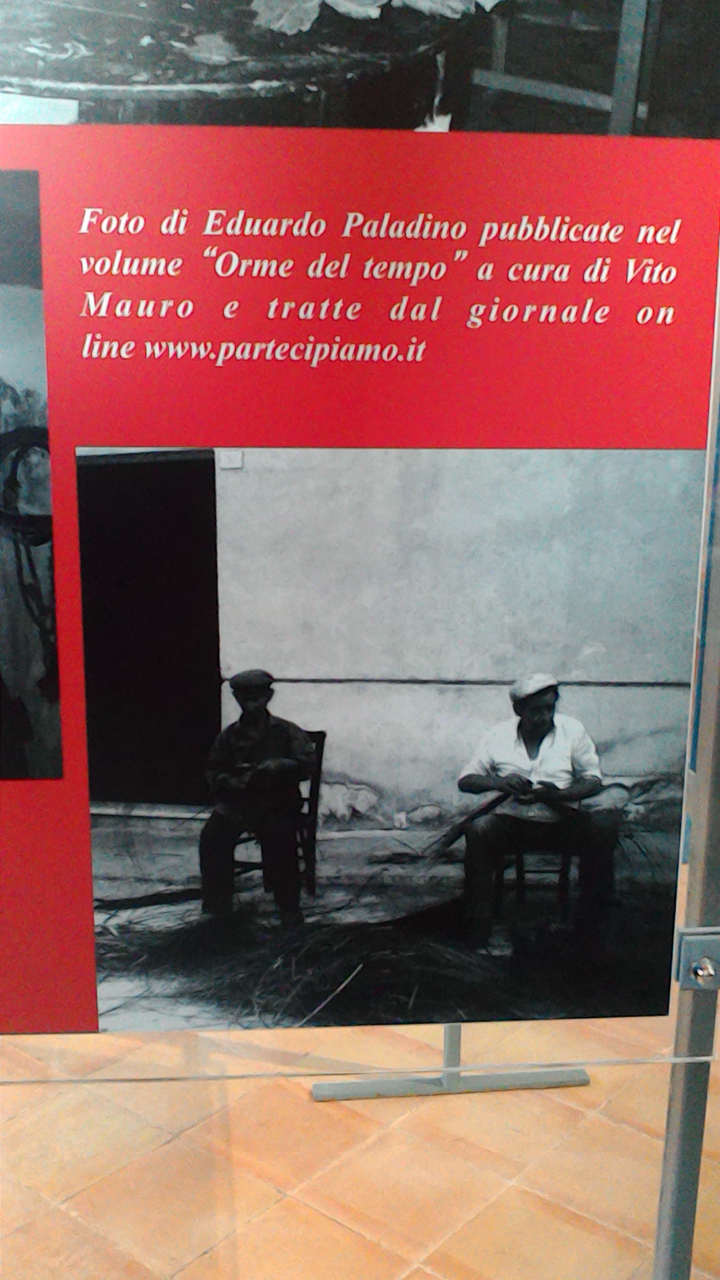 Foto di Eduardo Paladino pubblicate nel
volume “Orme del tempo” a cura di Vito
Mauro e tratte dal giornale on
line www.partecipiamo.it